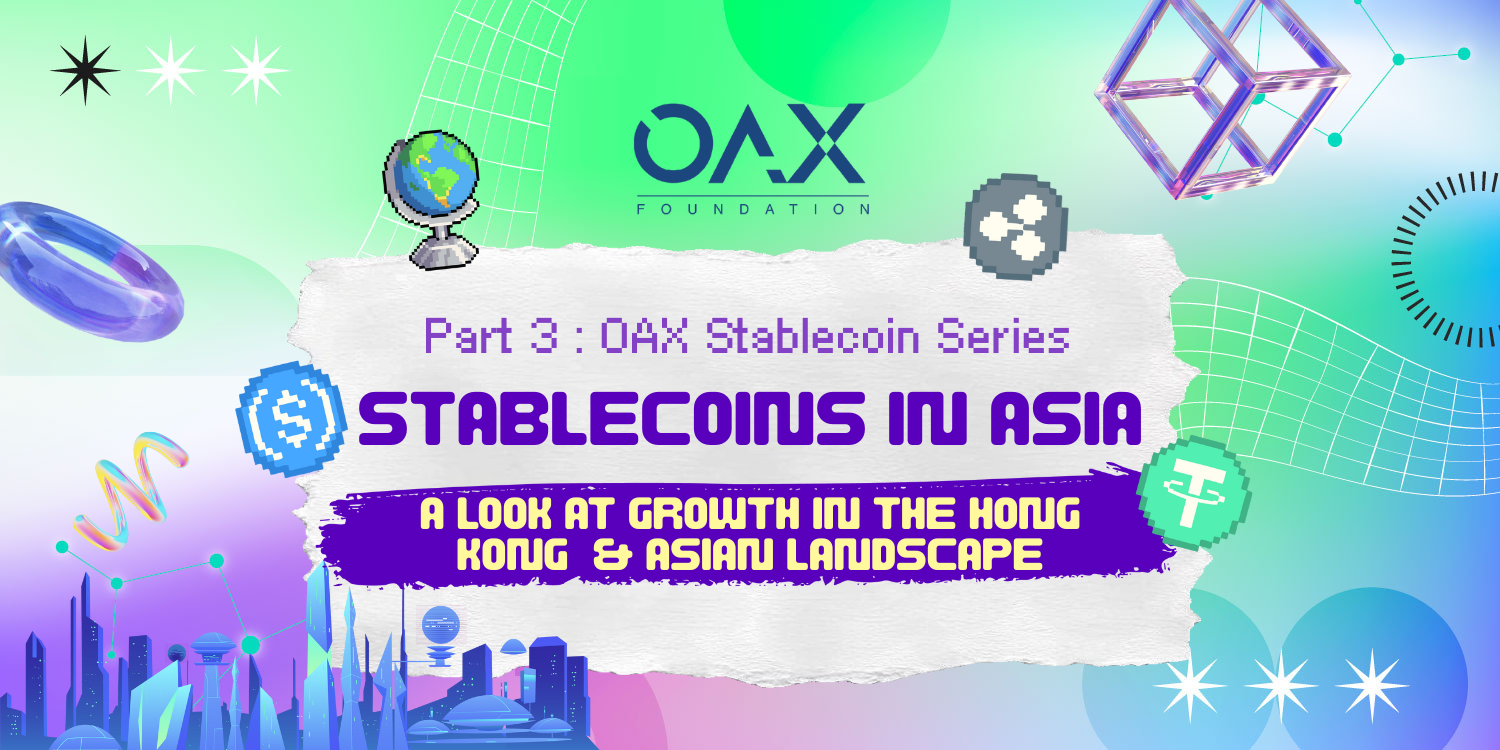 OAX
FOUNDATION
Part 3 : OAX Stablecoin Series
STABLECOINS IN ASIA
A LOOK AT GROWTH IN THE HONG
KONG & ASIAN LANDSCAPE